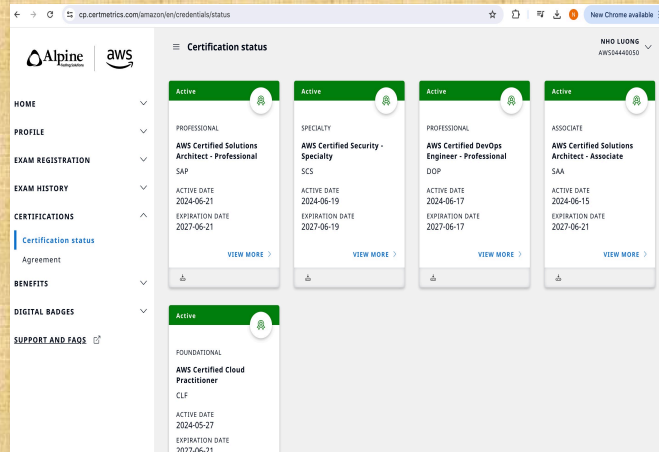 cp.certmetrics.com/amazon/en/credentials/status
New Chrome available
Alpine
Testing Solutions
aws
HOME
PROFILE
EXAM REGISTRATION
EXAM HISTORY
CERTIFICATIONS
Certification status
Agreement
BENEFITS
DIGITAL BADGES
SUPPORT AND FAQS
Certification status
NHO LUONG
AWS04440050
Active
PROFESSIONAL
AWS Certified Solutions
Architect - Professional
SAP
ACTIVE DATE
2024-06-21
EXPIRATION DATE
2027-06-21
VIEW MORE
Active
SPECIALTY
AWS Certified Security -
Specialty
SCS
ACTIVE DATE
2024-06-19
EXPIRATION DATE
2027-06-19
VIEW MORE
Active
PROFESSIONAL
AWS Certified DevOps
Engineer - Professional
DOP
ACTIVE DATE
2024-06-17
EXPIRATION DATE
2027-06-17
VIEW MORE
Active
ASSOCIATE
AWS Certified Solutions
Architect - Associate
SAA
ACTIVE DATE
2024-06-15
EXPIRATION DATE
2027-06-21
VIEW MORE
Active
FOUNDATIONAL
AWS Certified Cloud
Practitioner
CLF
ACTIVE DATE
2024-05-27
EXPIRATION DATE
2027-06-21